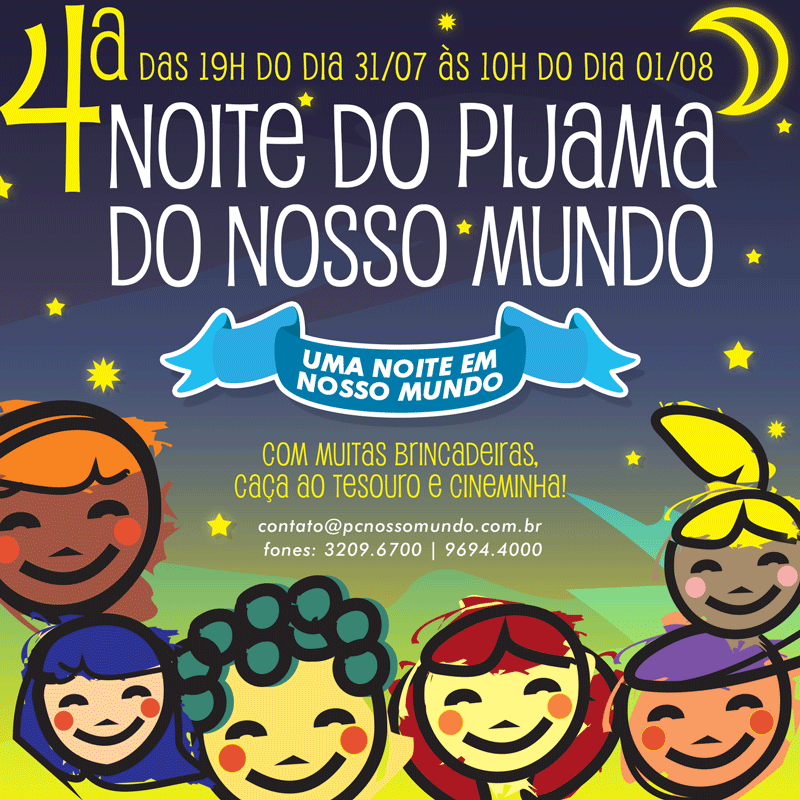 4ª DAS 19H DO DIA 31/07 ÀS 10H DO DIA 01/08
NOITE DO PIJAMA
DO NOSSO MUNDO
UMA NOITE EM
NOSSO MUNDO
COM MUITAS BRINCADEIRAS,
CAÇA AO TESOURO E CINEMINHA!
contato@pcnossomundo.com.br
fones: 3209.6700 | 9694.4000